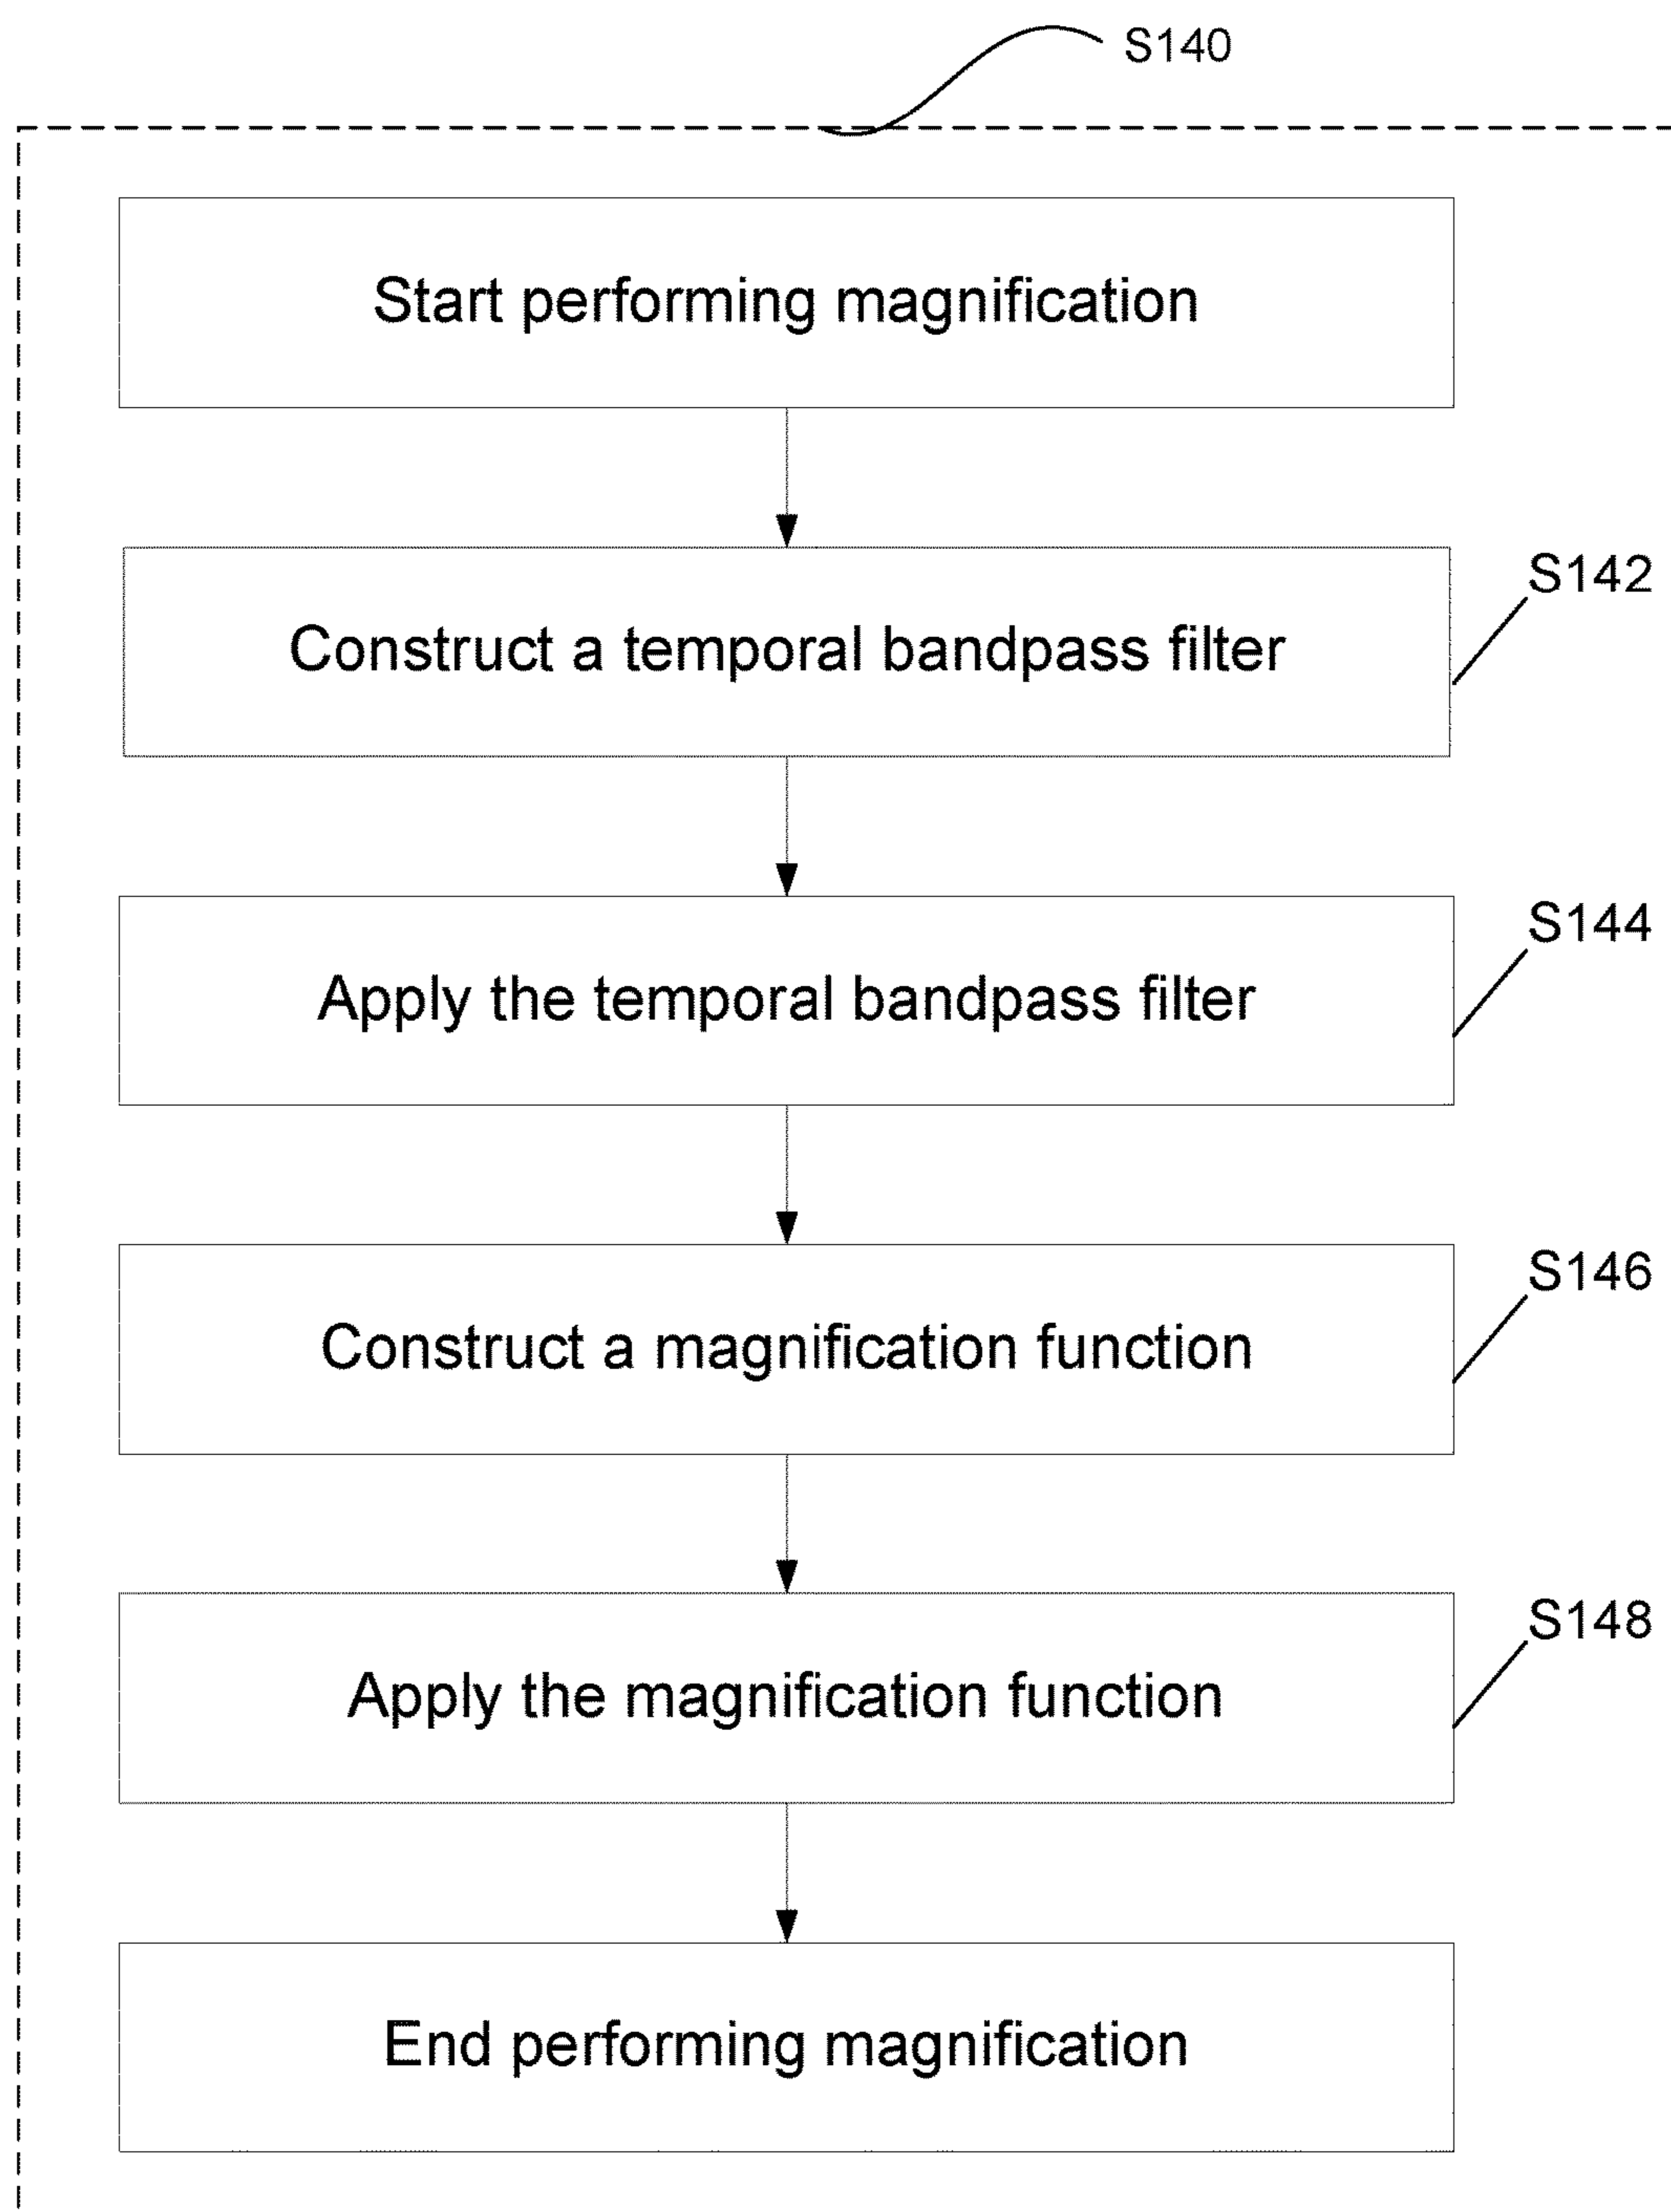 S140
Start performing magnification
S142
Construct a temporal bandpass filter
S144
Apply the temporal bandpass filter
S146
Construct a magnification function
S148
Apply the magnification function
End performing magnification